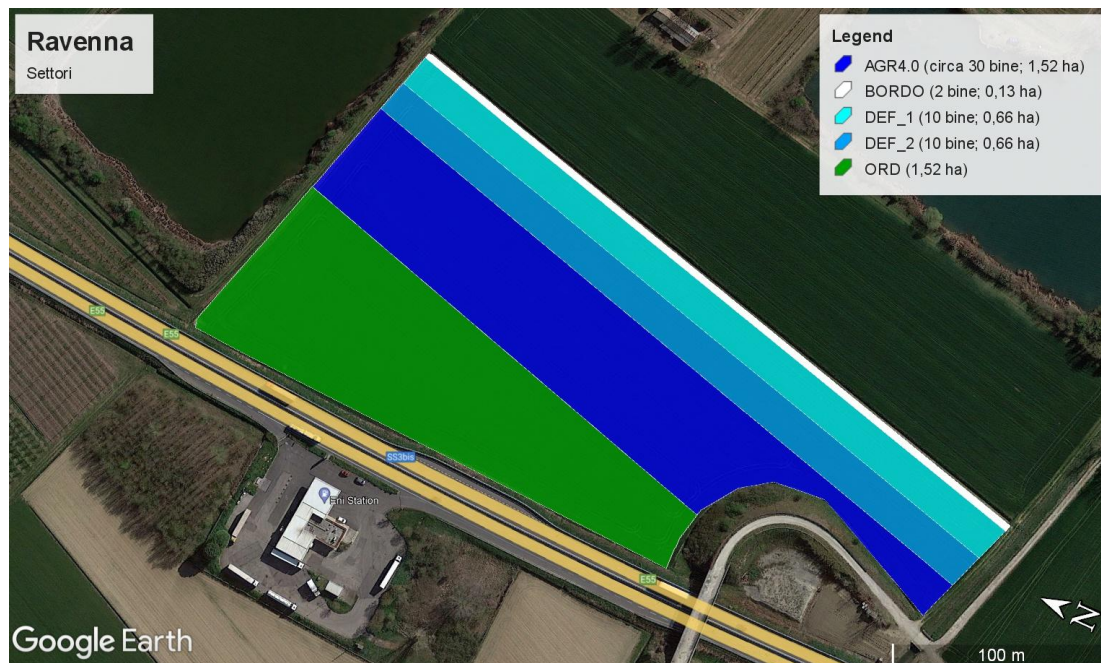 Ravenna
Settori
Legend
AGR4.0 (circa 30 bine; 1,52 ha)
BORDO (2 bine; 0,13 ha)
DEF_1 (10 bine; 0,66 ha)
DEF_2 (10 bine; 0,66 ha)
ORD (1,52 ha)
E55
E55
SS3bis
Eni Station
E55
N
Google Earth
100 m